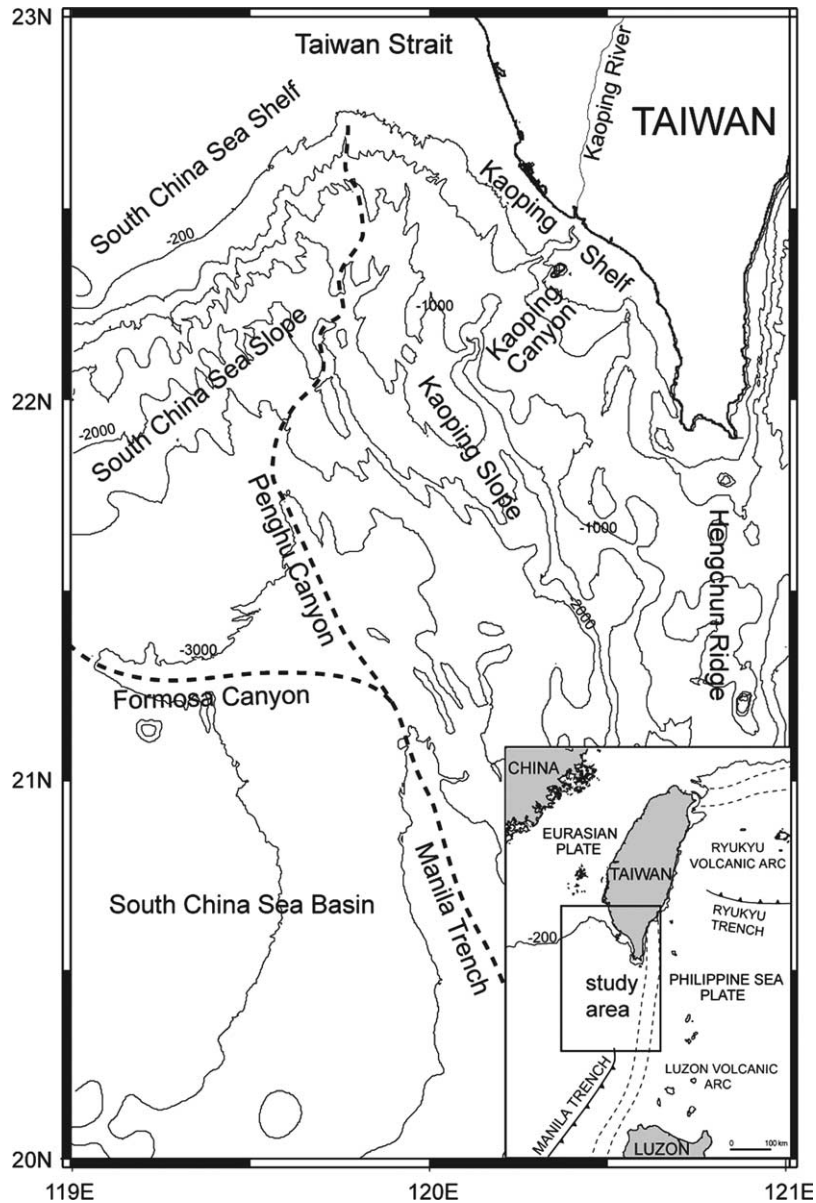 23N
Taiwan Strait
Kaoping River
TAIWAN
South China Sea Shelf
-200
Kaoping
Shelf
-1000
Kaoping
Canyon
South China Sea Slope
22N
-2000
Kaoping Slope
Penghu Canyon
-1000
Hengchun Ridge
-2000
-3000
Formosa Canyon
21N
Manila Trench
South China Sea Basin
CHINA
EURASIAN
PLATE
TAIWAN
RYUKYU
VOLCANIC ARC
RYUKYU
TRENCH
-200
study
area
PHILIPPINE SEA
PLATE
LUZON VOLCANIC
ARC
MANILA TRENCH
LUZON
0 100 km
20N
119E
120E
121E